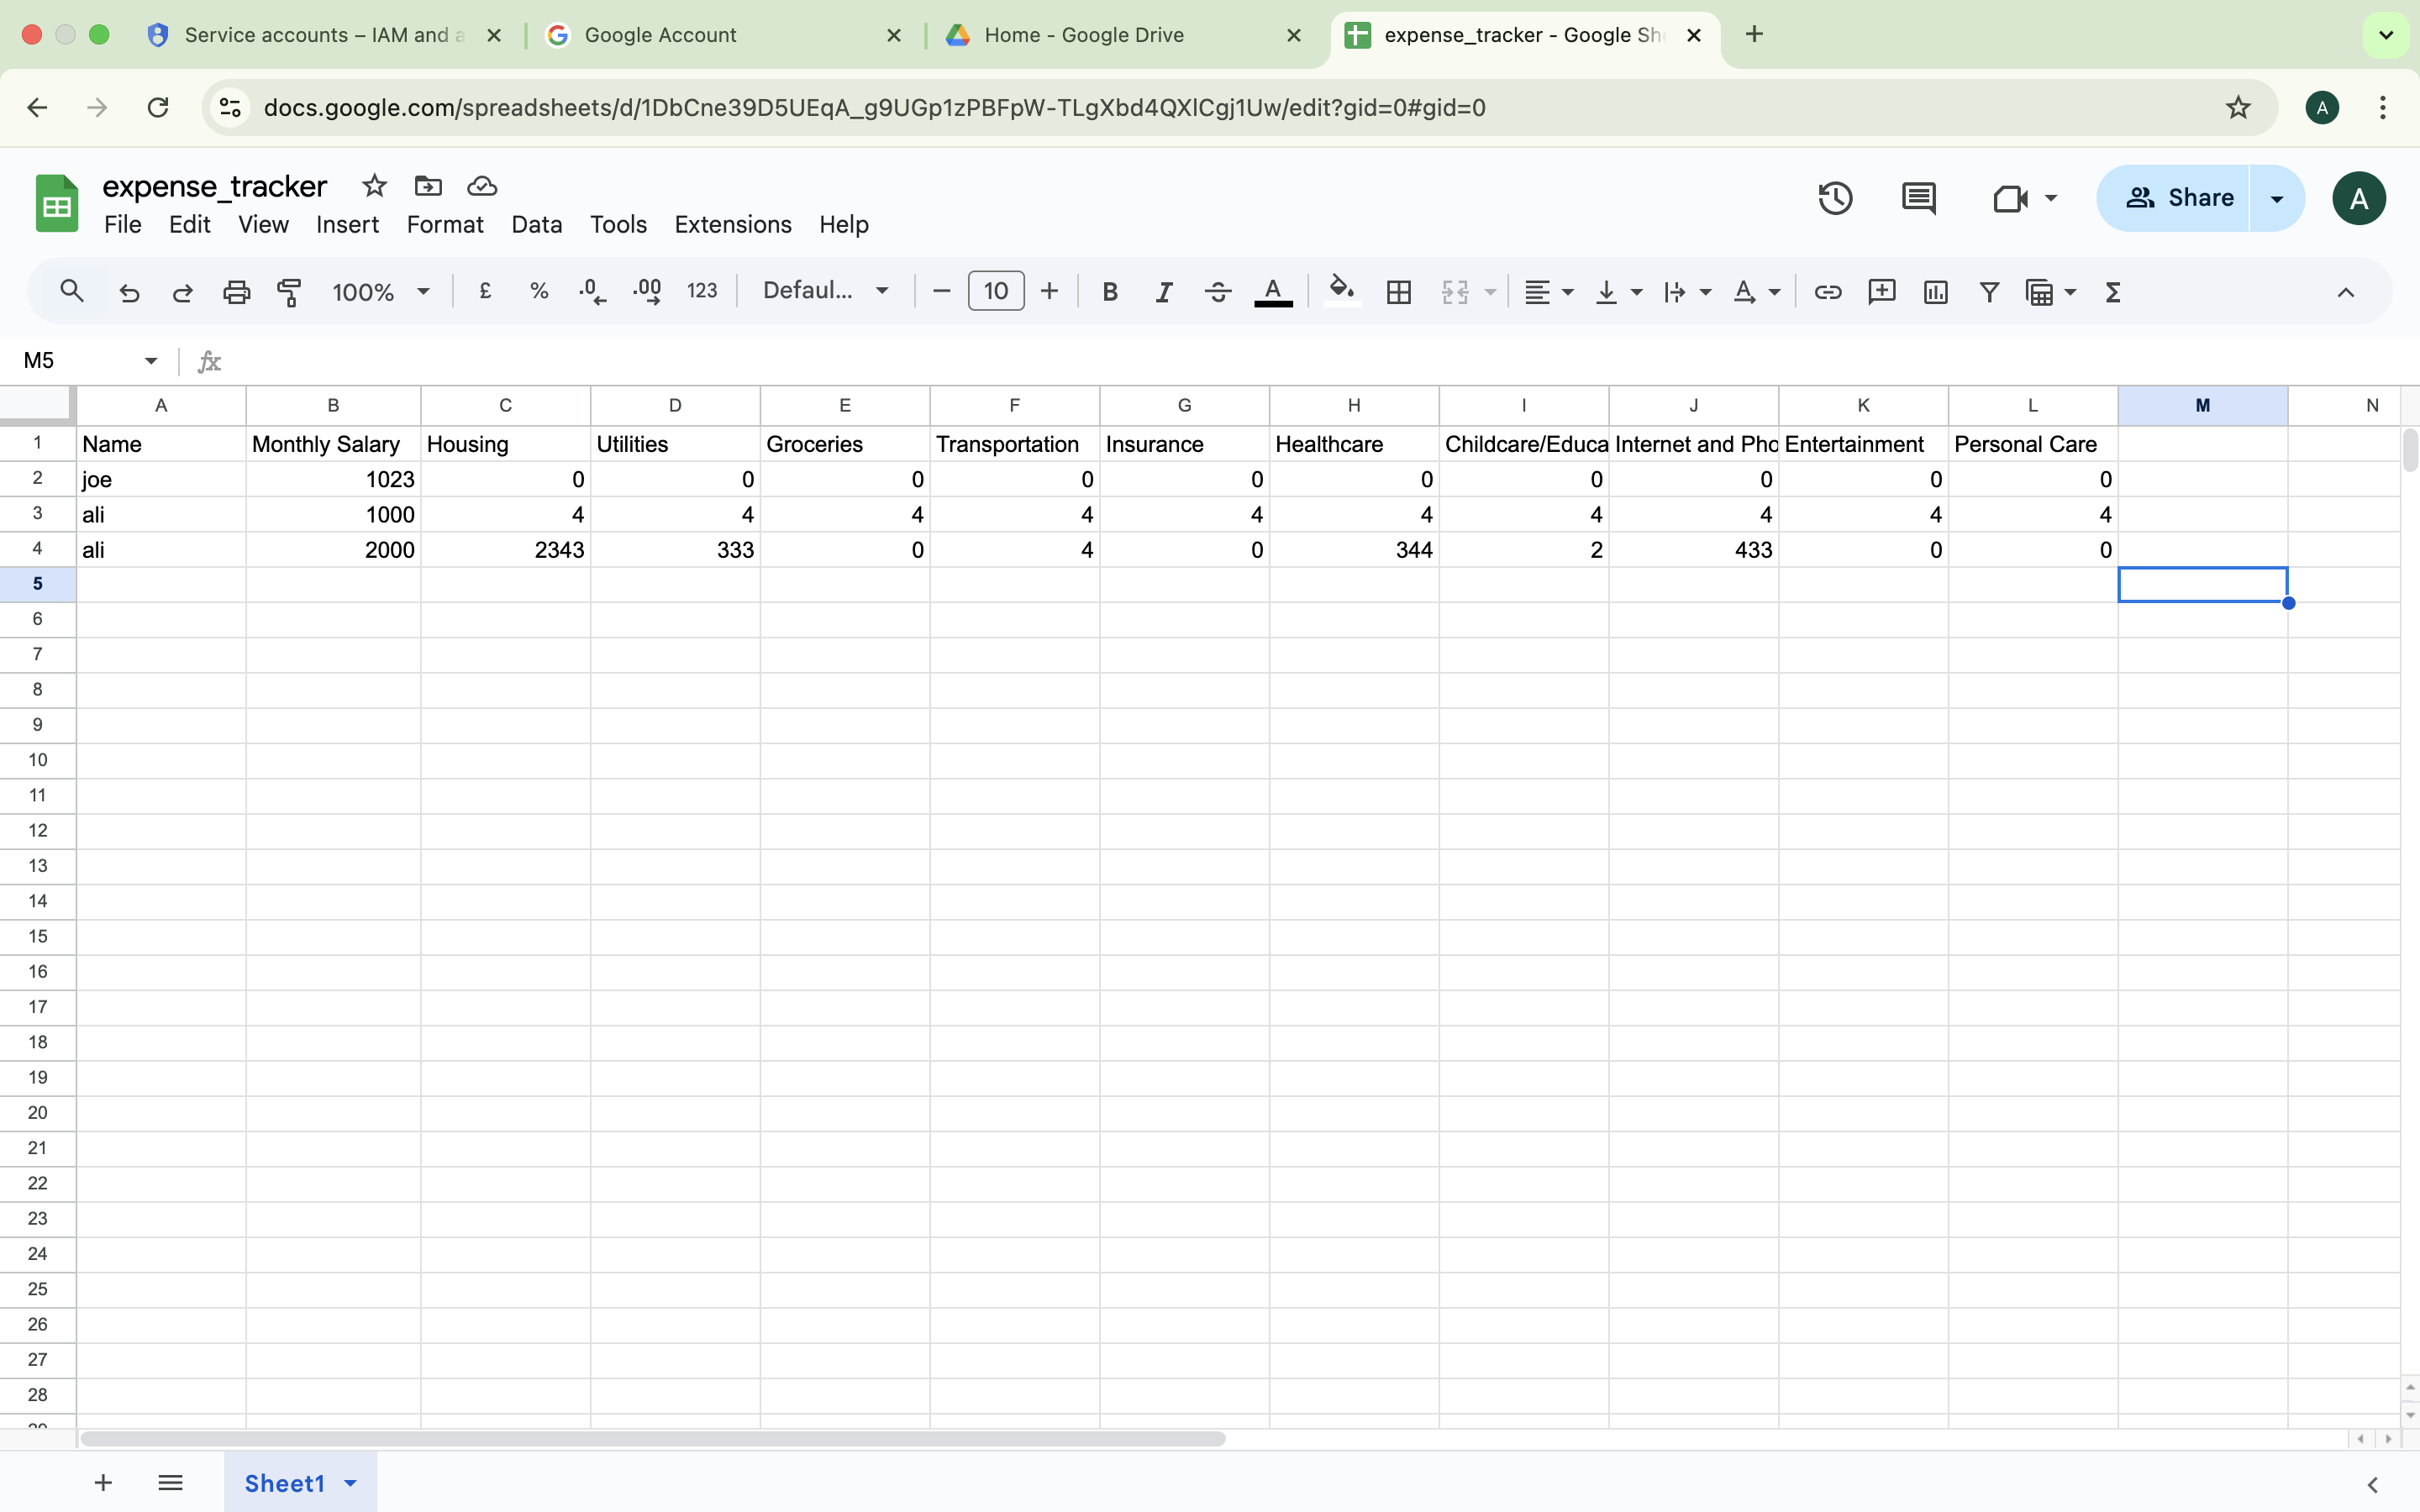 Service accounts – IAM and a
Google Account
Home - Google Drive
expense_tracker - Google She
docs.google.com/spreadsheets/d/1DbCne39D5UEqA_g9UGp1zPBFpW-TLgXbd4QXlCgj1Uw/edit?gid=0#gid=0
A
expense_tracker
File Edit View Insert Format Data Tools Extensions Help
Share
A
100% £ % .0 .00 123 Defaul... 10 B I A
M5 fx
A B C D E F G H I J K L M N
1 Name Monthly Salary Housing Utilities Groceries Transportation Insurance Healthcare Childcare/Educa Internet and Pho Entertainment Personal Care
2 joe 1023 0 0 0 0 0 0 0 0 0 0
3 ali 1000 4 4 4 4 4 4 4 4 4 4
4 ali 2000 2343 333 0 4 0 344 2 433 0 0
5
6
7
8
9
10
11
12
13
14
15
16
17
18
19
20
21
22
23
24
25
26
27
28
29
Sheet1